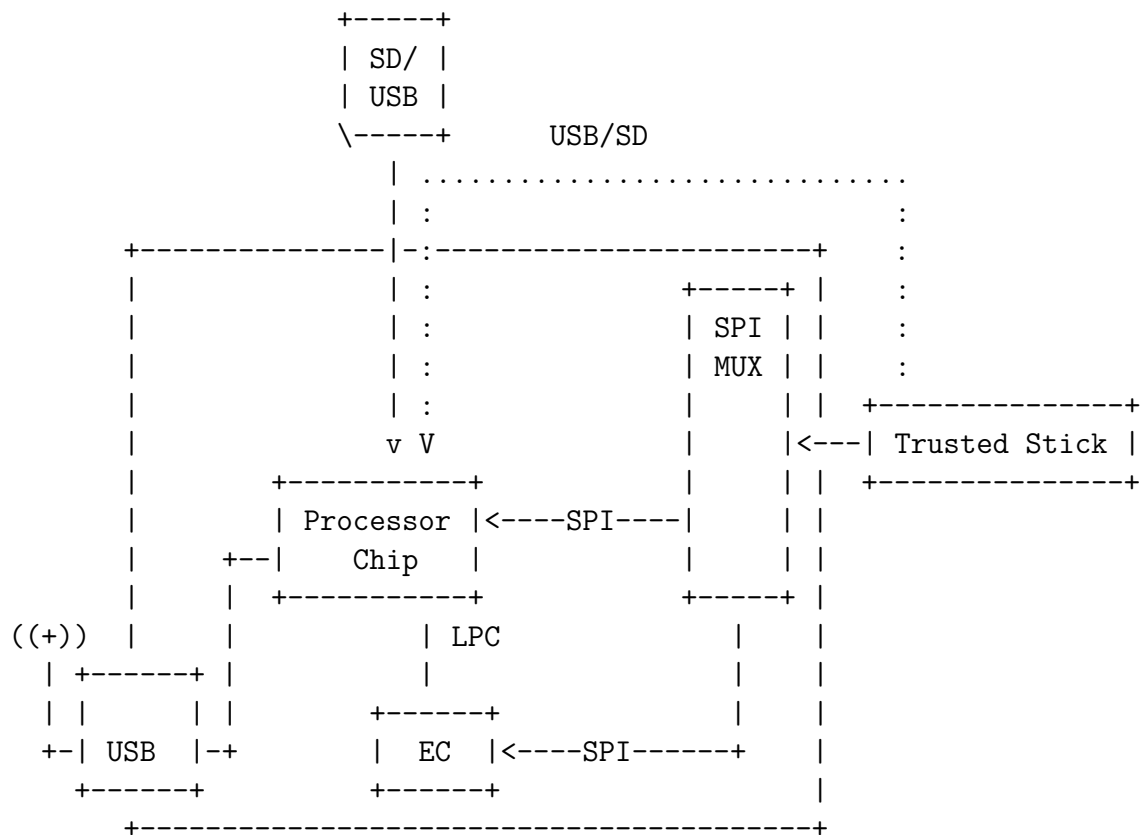 SD/
USB
USB/SD
SPI
MUX
Trusted Stick
Processor
SPI
Chip
((+))
LPC
USB
EC
SPI